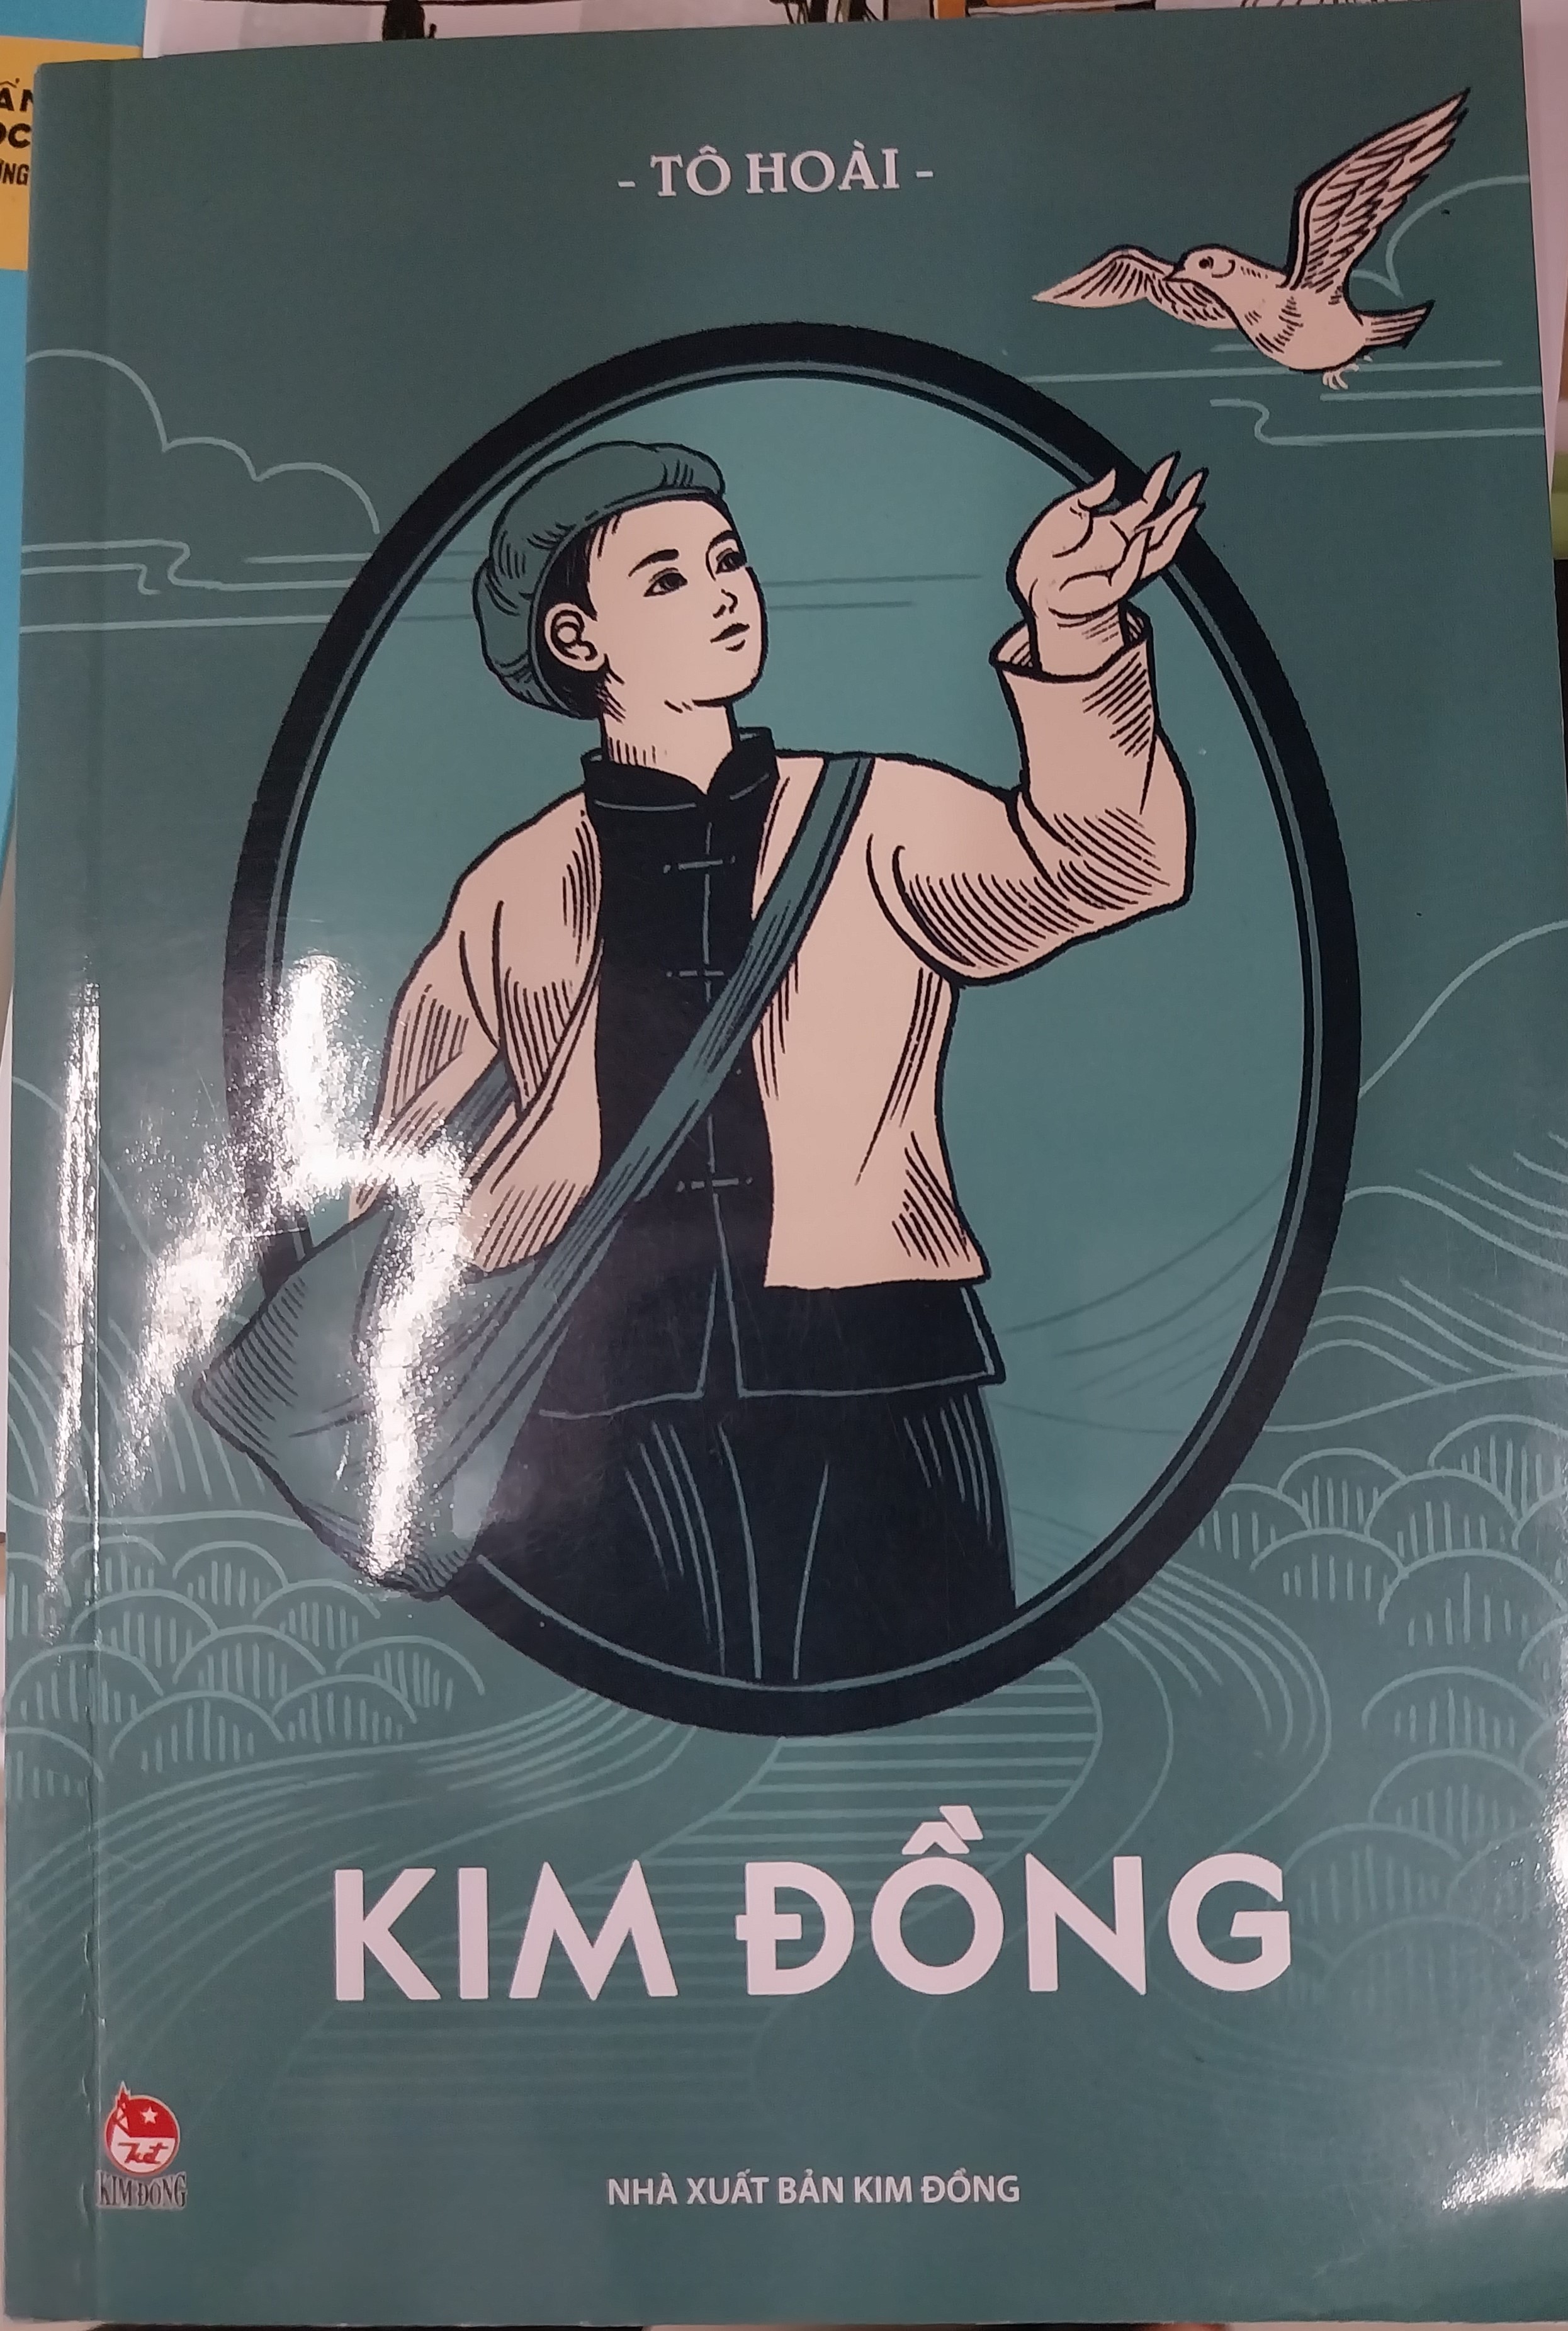 - TÔ HOÀI -
KIM ĐỒNG
KIM ĐỒNG
NHÀ XUẤT BẢN KIM ĐỒNG